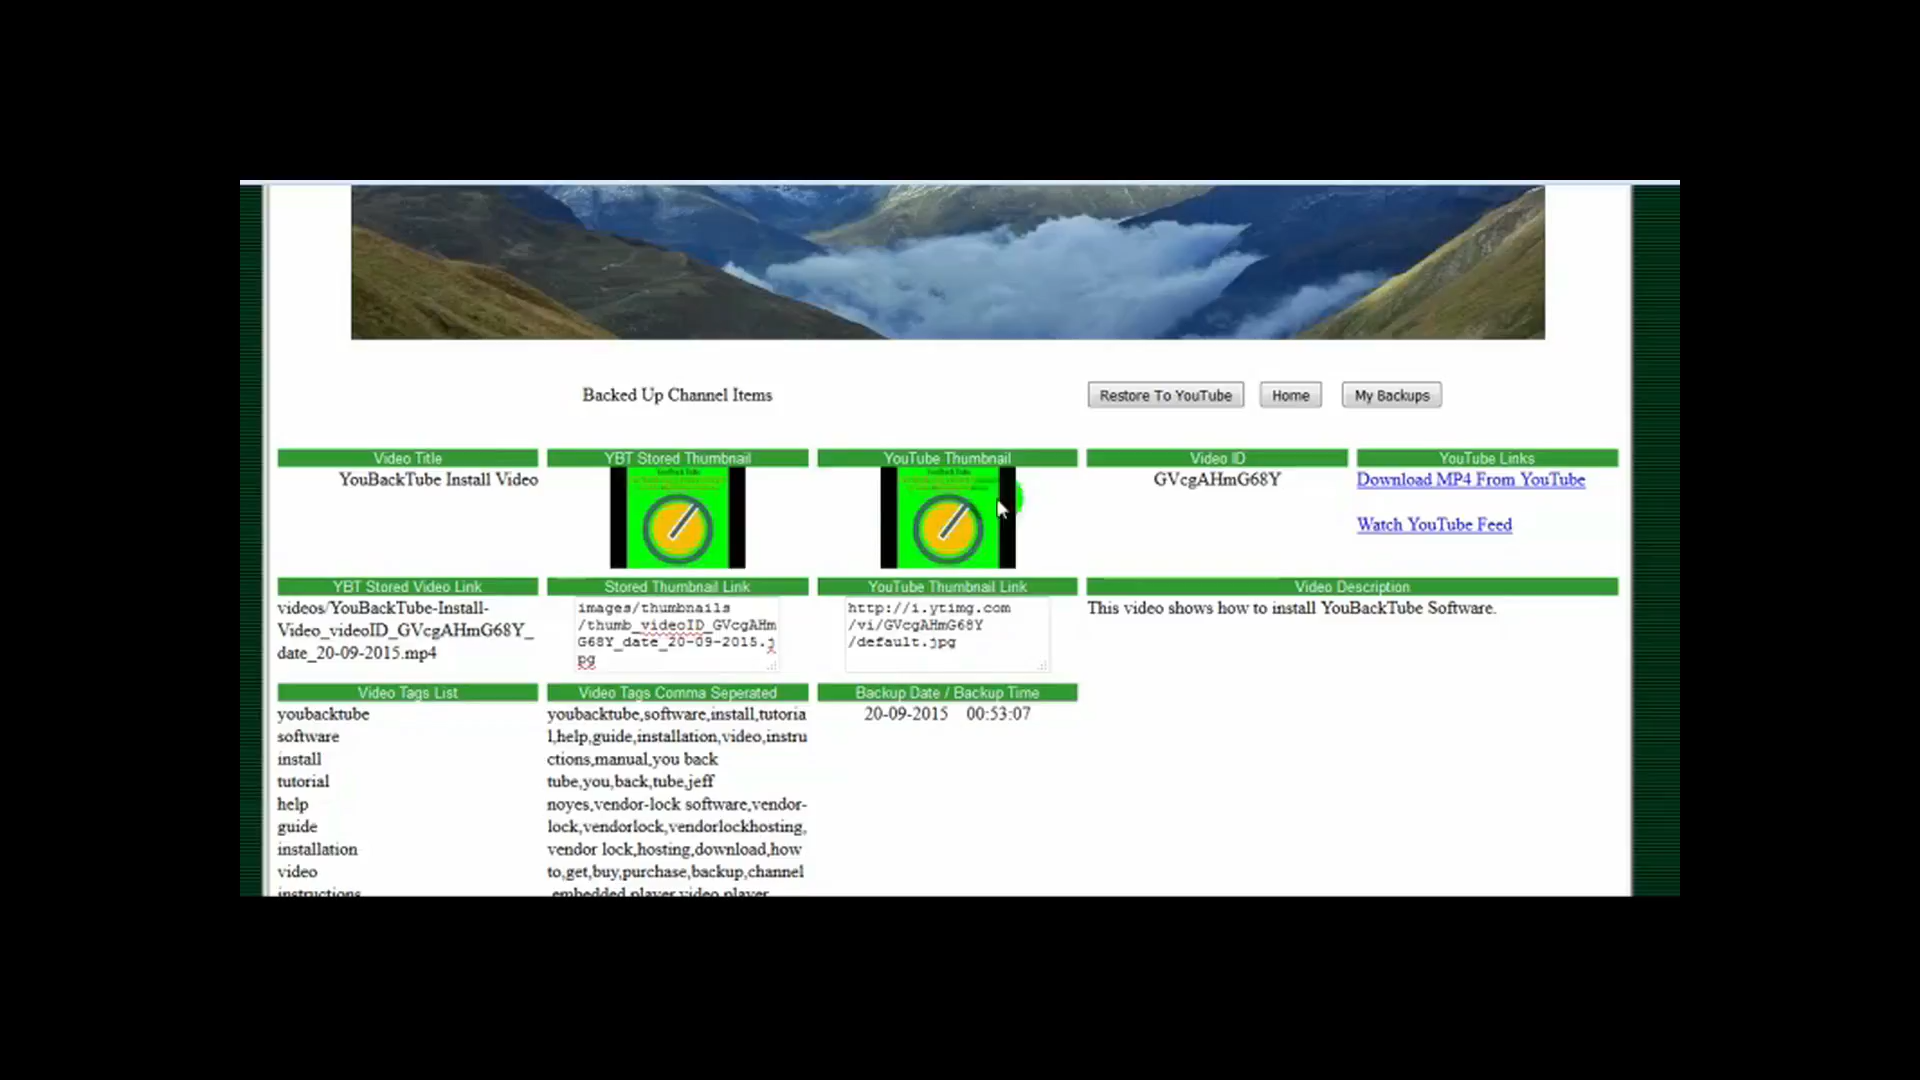 Backed Up Channel Items
Restore To YouTube
Home
My Backups
Video Title
YBT Stored Thumbnail
YouTube Thumbnail
Video ID
YouTube Links
YouBackTube Install Video
GVcgAHmG68Y
Download MP4 From YouTube
Watch YouTube Feed
YBT Stored Video Link
Stored Thumbnail Link
YouTube Thumbnail Link
Video Description
videos/YouBackTube-Install-
Video_videoID_GVcgAHmG68Y_
date_20-09-2015.mp4
images/thumbnails
/thumb_videoID_GVcgAHm
G68Y_date_20-09-2015.j
pg
http://i.ytimg.com
/vi/GVcgAHmG68Y
/default.jpg
This video shows how to install YouBackTube Software.
Video Tags List
Video Tags Comma Seperated
Backup Date / Backup Time
youbacktube
software
install
tutorial
help
guide
installation
video
instructions
youbacktube,software,install,tutoria
l,help,guide,installation,video,instru
ctions,manual,you back
tube,you,back,tube,jeff
noyes,vendor-lock software,vendor-
lock,vendorlock,vendorlockhosting,
vendor lock,hosting,download,how
to,get,buy,purchase,backup,channel
,embedded player,video player
20-09-2015 00:53:07